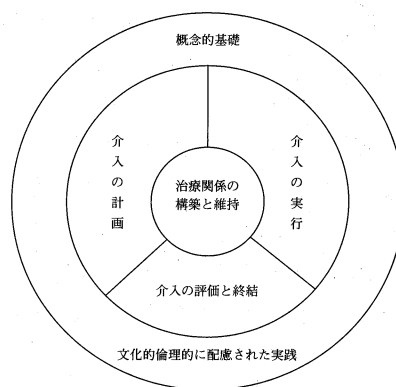 概念的基礎
介入の計画
介入の実行
治療関係の
構築と維持
介入の評価と終結
文化的倫理的に配慮された実践